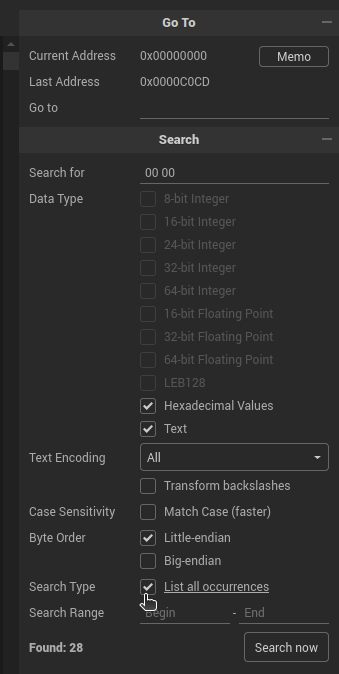 Go To
Current Address 0x00000000 Memo
Last Address 0x0000C0CD
Go to
Search
Search for 00 00
Data Type 8-bit Integer
16-bit Integer
24-bit Integer
32-bit Integer
64-bit Integer
16-bit Floating Point
32-bit Floating Point
64-bit Floating Point
LEB128
Hexadecimal Values
Text
Text Encoding All
Transform backslashes
Case Sensitivity Match Case (faster)
Byte Order Little-endian
Big-endian
Search Type List all occurrences
Search Range Begin - End
Found: 28 Search now